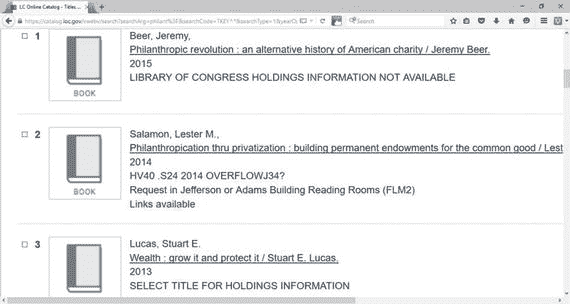 LC Online Catalog - Titles...
https://catalog.loc.gov/vwebv/search?searchArg=philant%3F&searchCode=TKEY^*&searchType=1&yearO
Search
1
BOOK
Beer, Jeremy,
Philanthropic revolution : an alternative history of American charity / Jeremy Beer.
2015
LIBRARY OF CONGRESS HOLDINGS INFORMATION NOT AVAILABLE
2
BOOK
Salamon, Lester M.,
Philanthropication thru privatization : building permanent endowments for the common good / Lest
2014
HV40 .S24 2014 OVERFLOWJ34?
Request in Jefferson or Adams Building Reading Rooms (FLM2)
Links available
3
Lucas, Stuart E.
Wealth : grow it and protect it / Stuart E. Lucas.
2013
SELECT TITLE FOR HOLDINGS INFORMATION